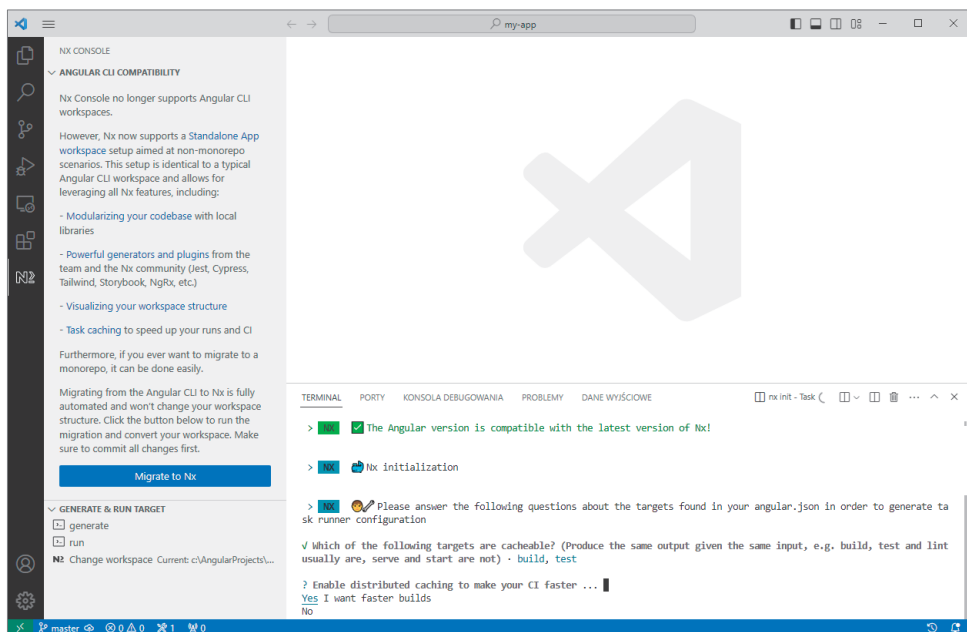 my-app
NX CONSOLE
ANGULAR CLI COMPATIBILITY
Nx Console no longer supports Angular CLI
workspaces.
However, Nx now supports a Standalone App
workspace setup aimed at non-monorepo
scenarios. This setup is identical to a typical
Angular CLI workspace and allows for
leveraging all Nx features, including:
- Modularizing your codebase with local
libraries
- Powerful generators and plugins from the
team and the Nx community (Jest, Cypress,
Tailwind, Storybook, NgRx, etc.)
- Visualizing your workspace structure
- Task caching to speed up your runs and CI
Furthermore, if you ever want to migrate to a
monorepo, it can be done easily.
Migrating from the Angular CLI to Nx is fully
automated and won't change your workspace
structure. Click the button below to run the
migration and convert your workspace. Make
sure to commit all changes first.
Migrate to Nx
GENERATE & RUN TARGET
generate
run
Change workspace Current: c:\AngularProjects\...
TERMINAL PORTY KONSOLA DEBUGOWANIA PROBLEMY DANE WYJŚCIOWE nx init - Task
> NX The Angular version is compatible with the latest version of Nx!
> NX Nx initialization
> NX Please answer the following questions about the targets found in your angular.json in order to generate ta
sk runner configuration
√ Which of the following targets are cacheable? (Produce the same output given the same input, e.g. build, test and lint
usually are, serve and start are not) · build, test
? Enable distributed caching to make your CI faster ...
Yes I want faster builds
No
master 0 0 1 0